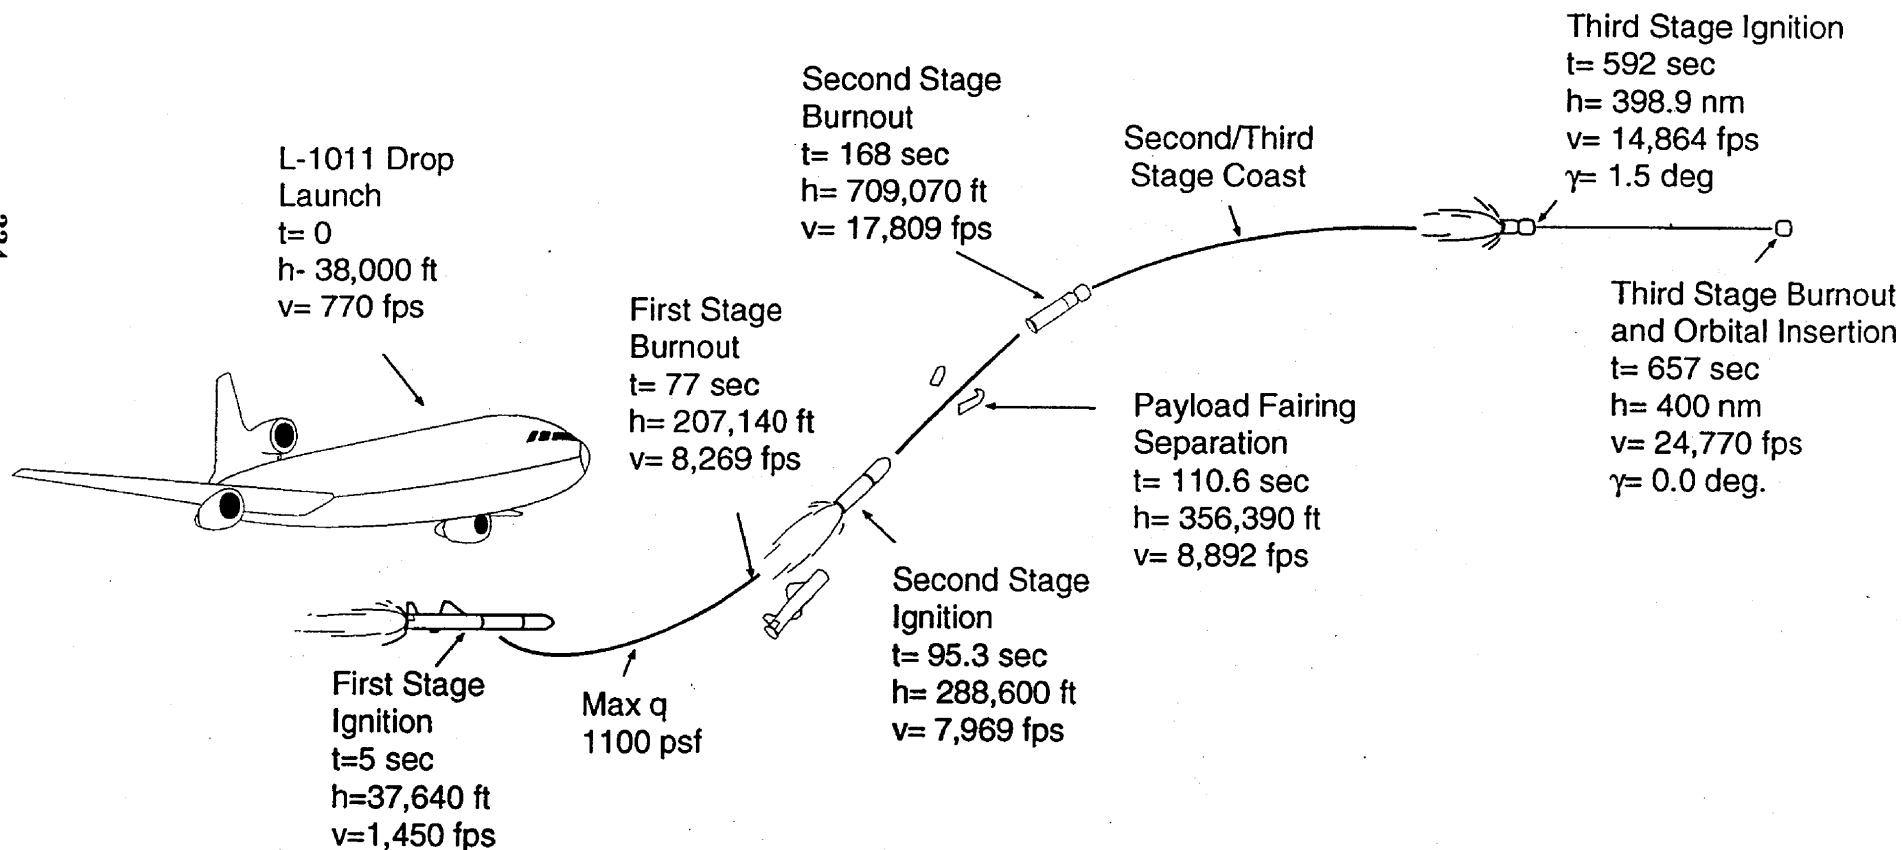 Third Stage Ignition
t= 592 sec
h= 398.9 nm
v= 14,864 fps
γ= 1.5 deg
Second Stage
Burnout
t= 168 sec
h= 709,070 ft
v= 17,809 fps
Second/Third
Stage Coast
L-1011 Drop
Launch
t= 0
h- 38,000 ft
v= 770 fps
First Stage
Burnout
t= 77 sec
h= 207,140 ft
v= 8,269 fps
Third Stage Burnout
and Orbital Insertion
t= 657 sec
h= 400 nm
v= 24,770 fps
γ= 0.0 deg.
Payload Fairing
Separation
t= 110.6 sec
h= 356,390 ft
v= 8,892 fps
Second Stage
Ignition
t= 95.3 sec
h= 288,600 ft
v= 7,969 fps
First Stage
Ignition
t=5 sec
h=37,640 ft
v=1,450 fps
Max q
1100 psf